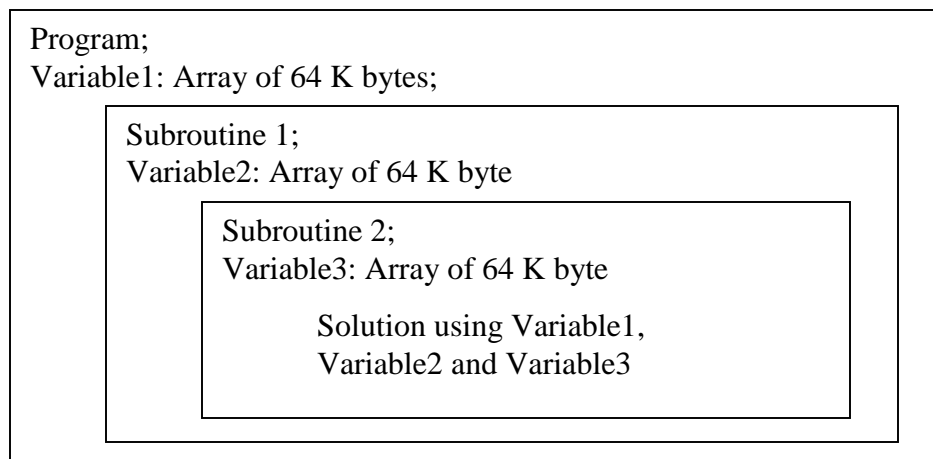 Program;
Variable1: Array of 64 K bytes;
Subroutine 1;
Variable2: Array of 64 K byte
Subroutine 2;
Variable3: Array of 64 K byte
Solution using Variable1,
Variable2 and Variable3